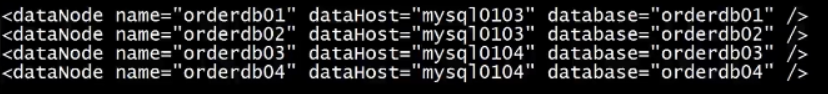 <dataNode name="orderdb01" dataHost="mysql0103" database="orderdb01" />
<dataNode name="orderdb02" dataHost="mysql0103" database="orderdb02" />
<dataNode name="orderdb03" dataHost="mysql0104" database="orderdb03" />
<dataNode name="orderdb04" dataHost="mysql0104" database="orderdb04" />